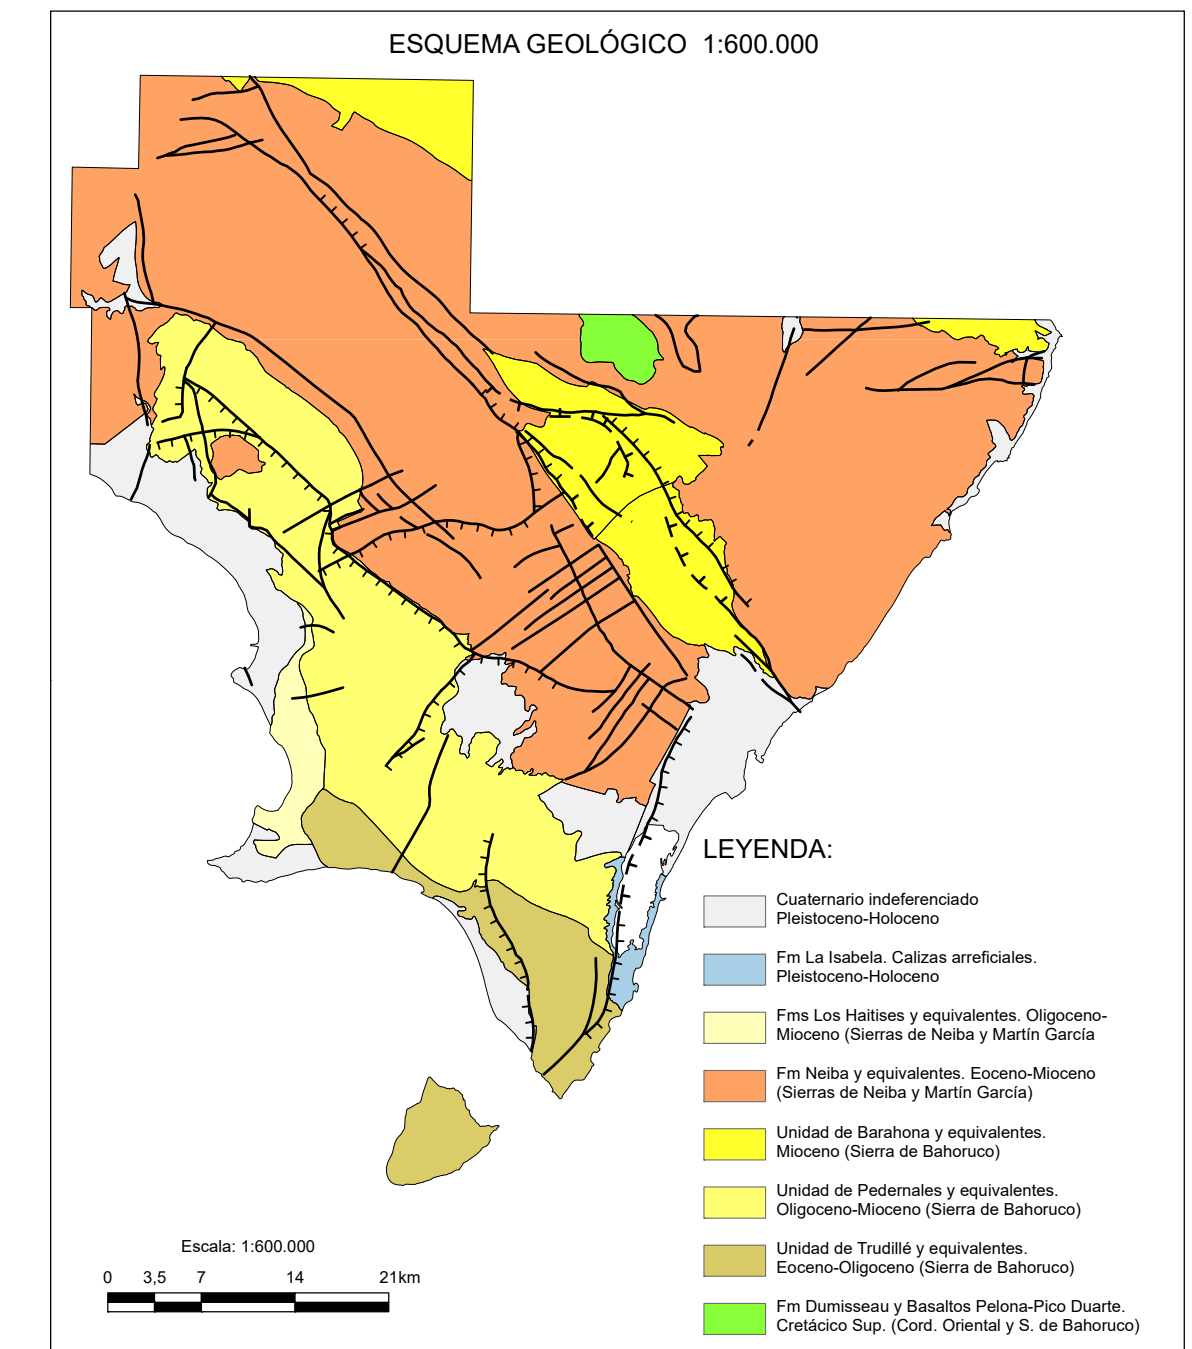 ESQUEMA GEOLÓGICO 1:600.000
LEYENDA:
Cuaternario indeferenciado
Pleistoceno-Holoceno
Fm La Isabela. Calizas arreficiales.
Pleistoceno-Holoceno
Fms Los Haitises y equivalentes. Oligoceno-
Mioceno (Sierras de Neiba y Martín García
Fm Neiba y equivalentes. Eoceno-Mioceno
(Sierras de Neiba y Martín García)
Unidad de Barahona y equivalentes.
Mioceno (Sierra de Bahoruco)
Unidad de Pedernales y equivalentes.
Oligoceno-Mioceno (Sierra de Bahoruco)
Unidad de Trudillé y equivalentes.
Eoceno-Oligoceno (Sierra de Bahoruco)
Fm Dumisseau y Basaltos Pelona-Pico Duarte.
Cretácico Sup. (Cord. Oriental y S. de Bahoruco)
Escala: 1:600.000
0 3,5 7 14 21km